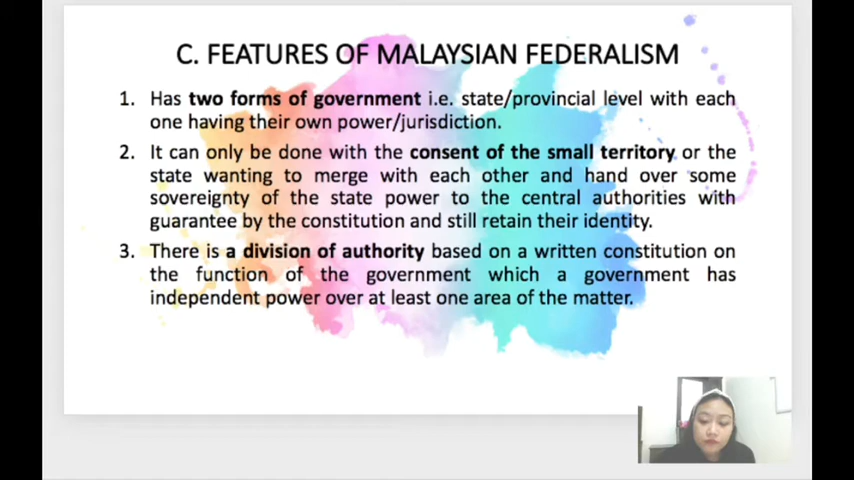 C. FEATURES OF MALAYSIAN FEDERALISM
1. Has two forms of government i.e. state/provincial level with each
one having their own power/jurisdiction.
2. It can only be done with the consent of the small territory or the
state wanting to merge with each other and hand over some
sovereignty of the state power to the central authorities with
guarantee by the constitution and still retain their identity.
3. There is a division of authority based on a written constitution on
the function of the government which a government has
independent power over at least one area of the matter.